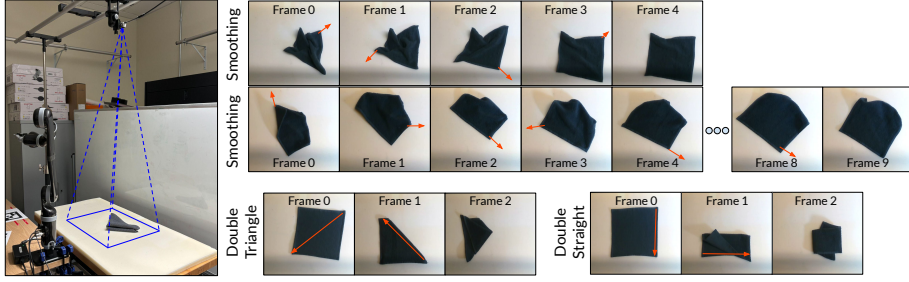 Smoothing
Frame 0
Frame 1
Frame 2
Frame 3
Frame 4
Smoothing
Frame 0
Frame 1
Frame 2
Frame 3
Frame 4
Frame 8
Frame 9
Double
Triangle
Frame 0
Frame 1
Frame 2
Double
Straight
Frame 0
Frame 1
Frame 2